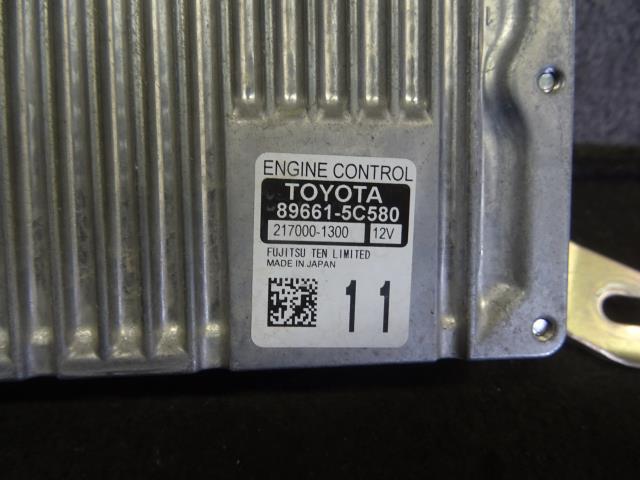 ENGINE CONTROL
TOYOTA
89661-5C580
217000-1300 12V
FUJITSU TEN LIMITED
MADE IN JAPAN
11